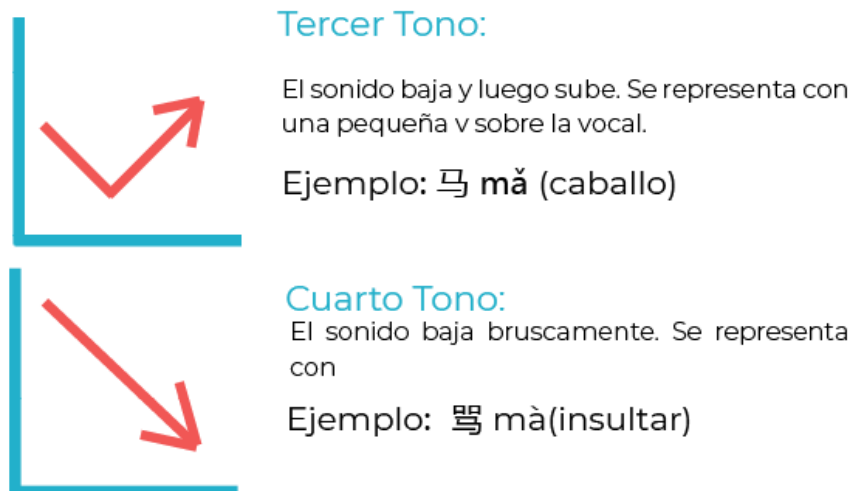 Tercer Tono:
El sonido baja y luego sube. Se representa con
una pequeña v sobre la vocal.
Ejemplo: 马 mǎ (caballo)
Cuarto Tono:
El sonido baja bruscamente. Se representa
con
Ejemplo: 骂 mà(insultar)